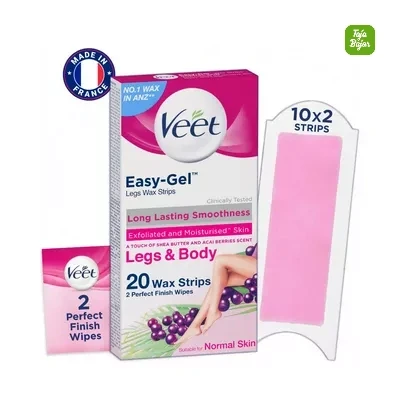 Taja
Bajar
MADE IN
FRANCE
NO.1 WAX
IN ANZ**
Veet
Easy-Gel™
Legs Wax Strips
Clinically Tested
Long Lasting Smoothness
Exfoliated and Moisturised* Skin
A TOUCH OF SHEA BUTTER AND ACAI BERRIES SCENT
Legs & Body
20 Wax Strips
2 Perfect Finish Wipes
Suitable for Normal Skin
10x2
STRIPS
Veet
2
Perfect
Finish
Wipes